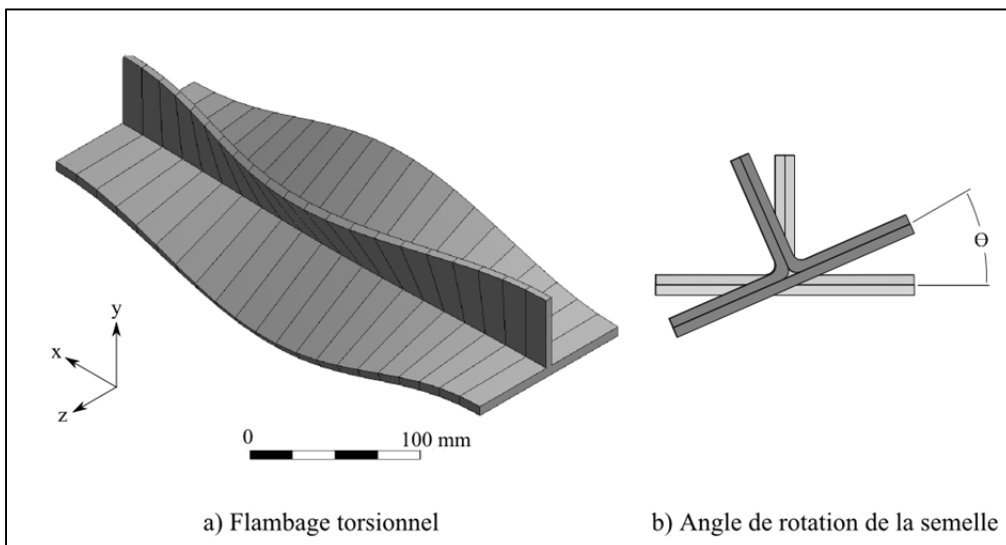 y
x
z
0 100 mm
Θ
a) Flambage torsionnel
b) Angle de rotation de la semelle